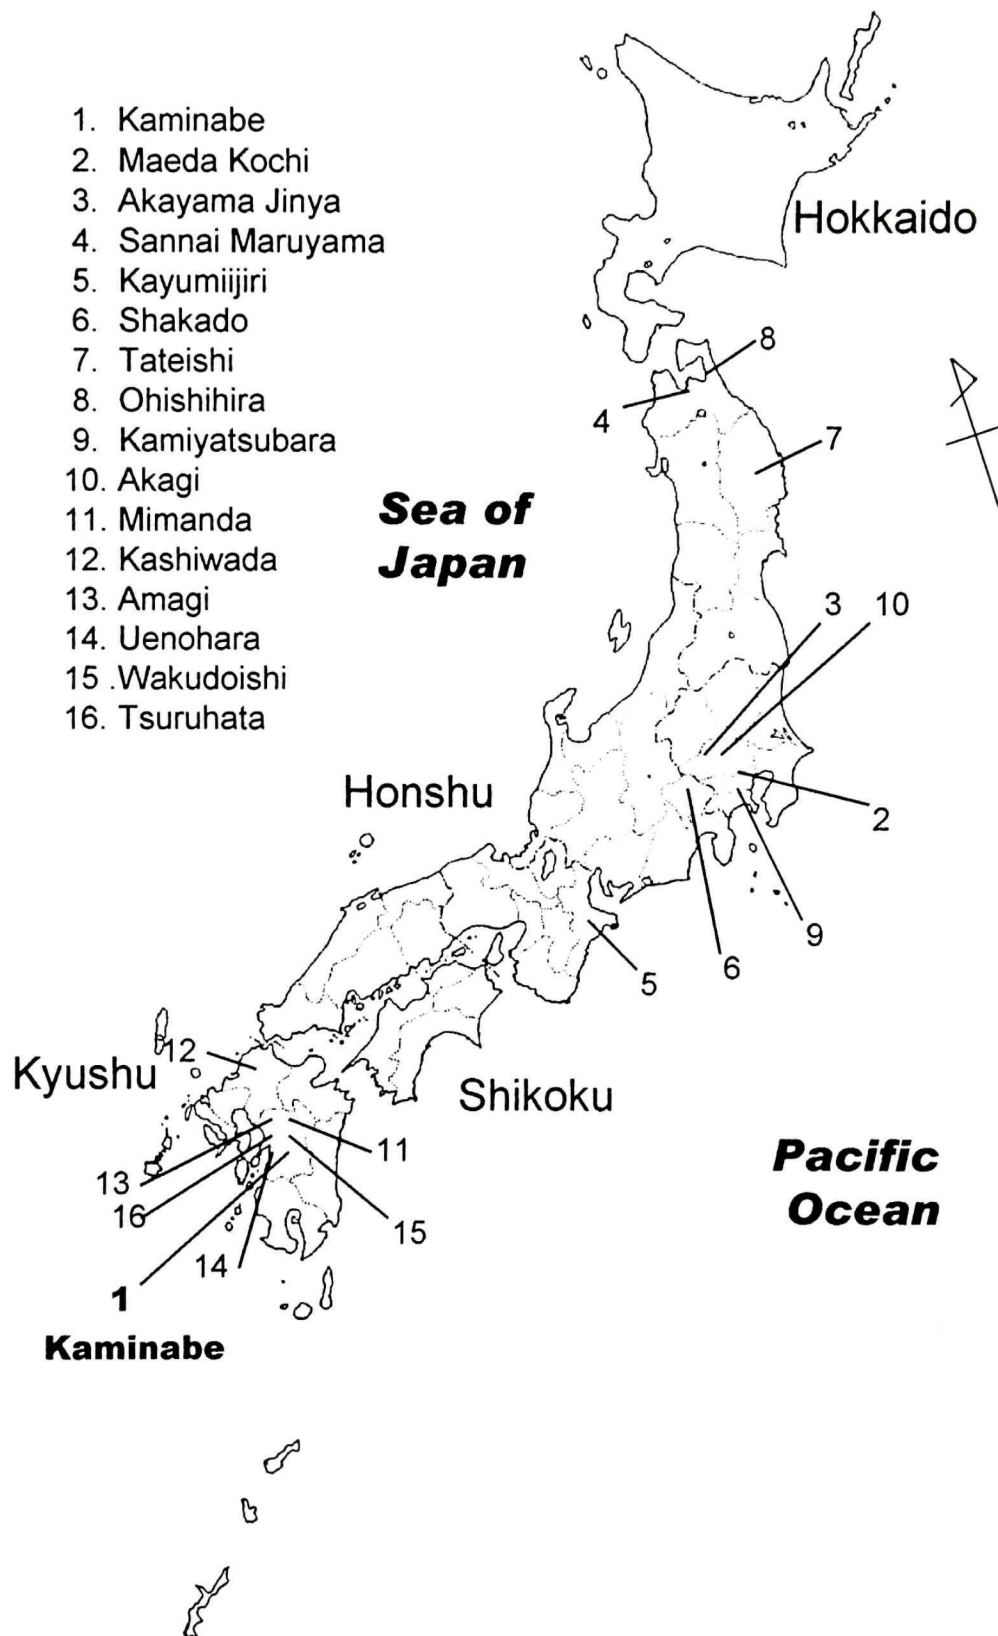 1. Kaminabe
2. Maeda Kochi
3. Akayama Jinya
4. Sannai Maruyama
5. Kayumiijiri
6. Shakado
7. Tateishi
8. Ohishihira
9. Kamiyatsubara
10. Akagi
11. Mimanda
12. Kashiwada
13. Amagi
14. Uenohara
15 .Wakudoishi
16. Tsuruhata
Hokkaido
8
4
7
Sea of
Japan
3
10
Honshu
2
9
6
5
12
Kyushu
Shikoku
11
13
16
15
14
Pacific
Ocean
1
Kaminabe